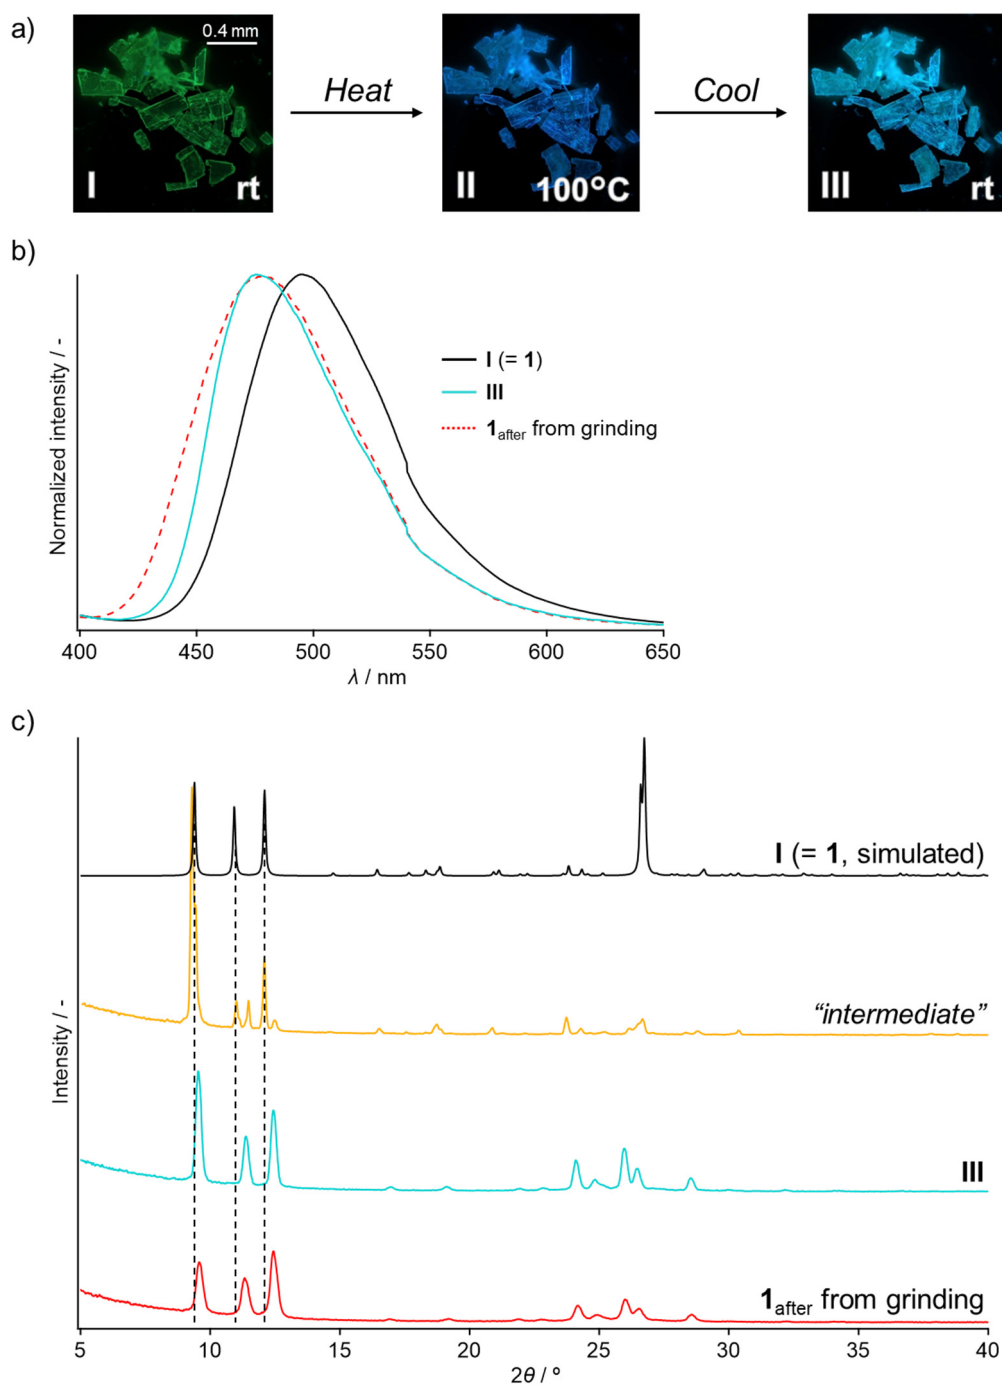 a)
0.4 mm
Heat
Cool
I
rt
II
100°C
III
rt
b)
Normalized intensity / -
I (= 1)
III
1after from grinding
400
450
500
550
600
650
λ / nm
c)
Intensity / -
I (= 1, simulated)
"intermediate"
III
1after from grinding
5
10
15
20
25
30
35
40
2θ / °